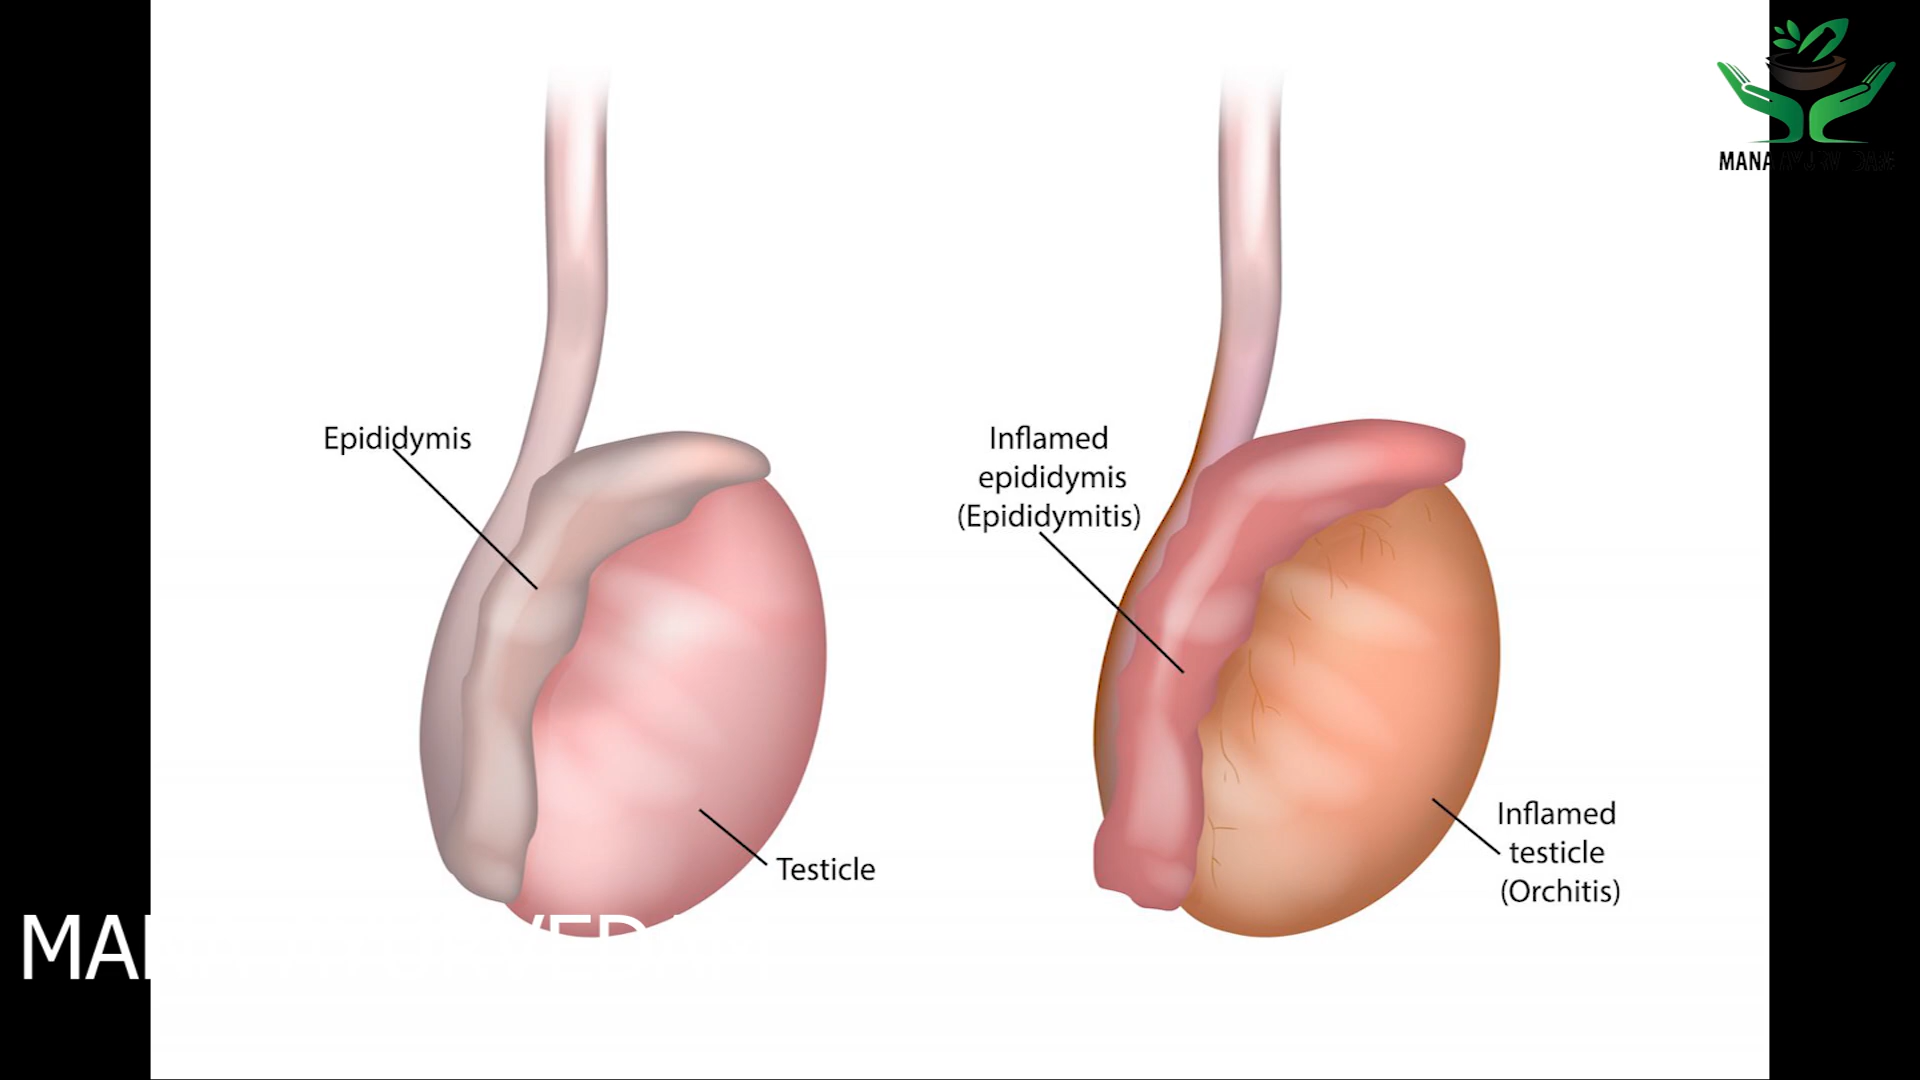 Epididymis
Testicle
Inflamed
epididymis
(Epididymitis)
Inflamed
testicle
(Orchitis)